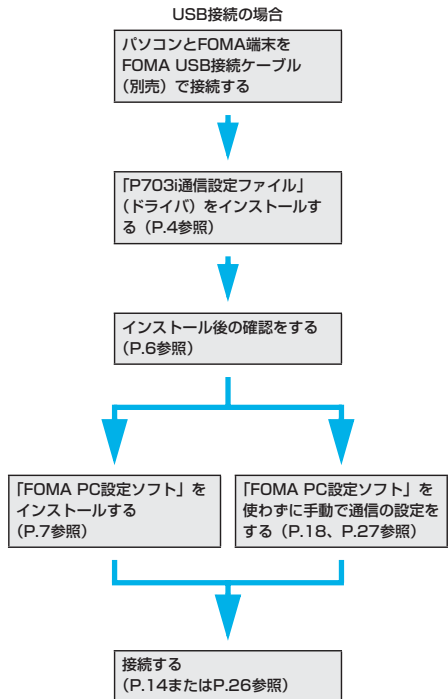 USB接続の場合
パソコンとFOMA端末を
FOMA USB接続ケーブル
（別売）で接続する
「P703i通信設定ファイル」
（ドライバ）をインストールす
る（P.4参照）
インストール後の確認をする
（P.6参照）
「FOMA PC設定ソフト」を
インストールする
（P.7参照）
「FOMA PC設定ソフト」を
使わずに手動で通信の設定を
する（P.18、P.27参照）
接続する
（P.14またはP.26参照）